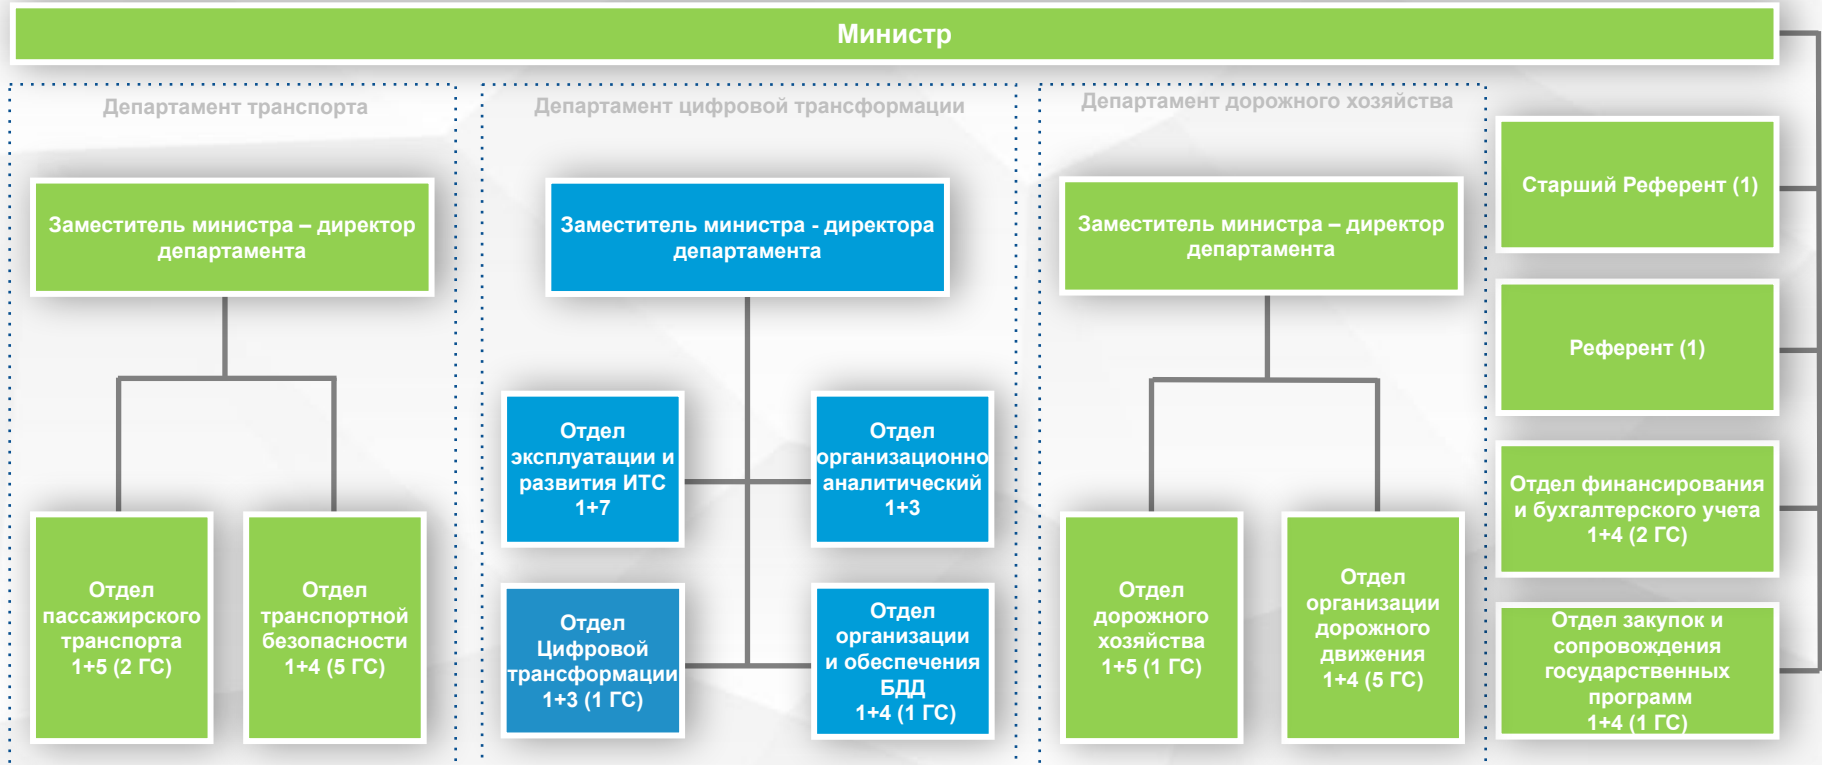 Министр
Департамент транспорта
Департамент цифровой трансформации
Департамент дорожного хозяйства
Заместитель министра – директор
департамента
Заместитель министра - директора
департамента
Заместитель министра – директор
департамента
Старший Референт (1)
Референт (1)
Отдел финансирования
и бухгалтерского учета
1+4 (2 ГС)
Отдел закупок и
сопровождения
государственных
программ
1+4 (1 ГС)
Отдел
пассажирского
транспорта
1+5 (2 ГС)
Отдел
транспортной
безопасности
1+4 (5 ГС)
Отдел
эксплуатации и
развития ИТС
1+7
Отдел
организационно
аналитический
1+3
Отдел
Цифровой
трансформации
1+3 (1 ГС)
Отдел
организации
и обеспечения
БДД
1+4 (1 ГС)
Отдел
дорожного
хозяйства
1+5 (1 ГС)
Отдел
организации
дорожного
движения
1+4 (5 ГС)